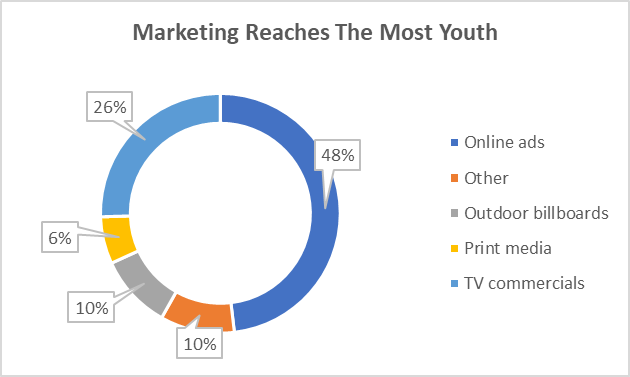 Marketing Reaches The Most Youth
26%
48%
6%
10%
10%
Online ads
Other
Outdoor billboards
Print media
TV commercials